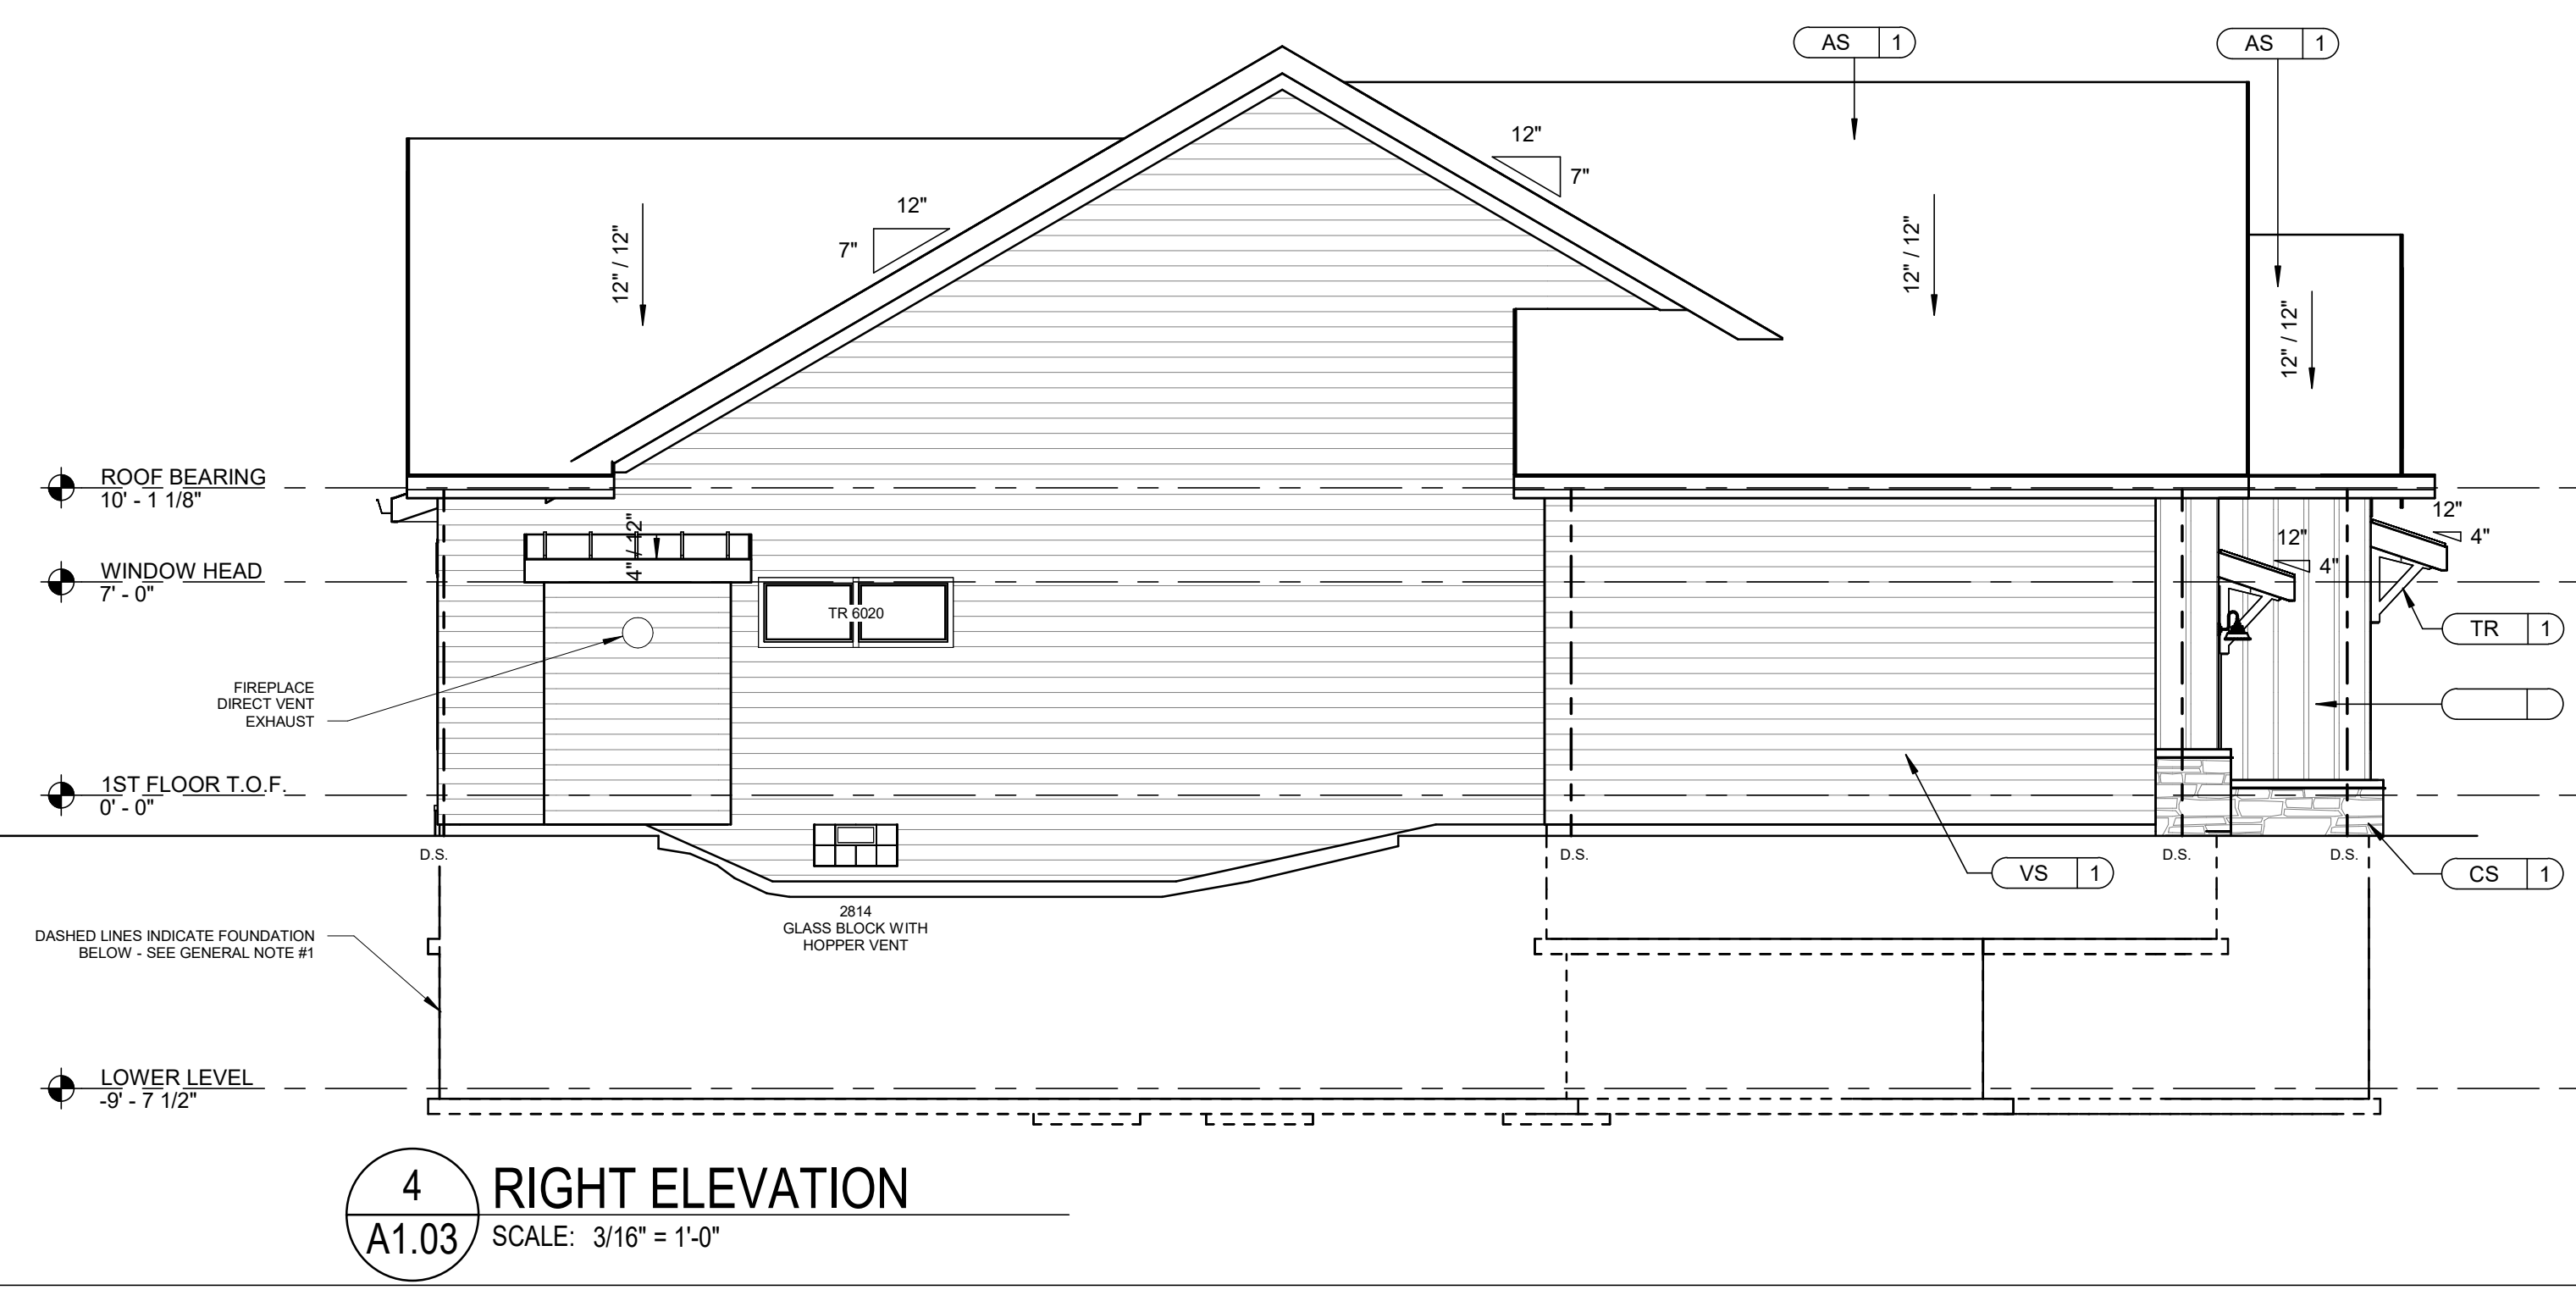 AS 1
AS 1
12"
7"
12"
7"
12" / 12"
12" / 12"
12" / 12"
ROOF BEARING
10' - 1 1/8"
12"
4"
12"
4"
4" / 12"
WINDOW HEAD
7' - 0"
TR 6020
TR 1
FIREPLACE
DIRECT VENT
EXHAUST
1ST FLOOR T.O.F.
0' - 0"
D.S.
D.S.
D.S.
D.S.
VS 1
CS 1
2814
GLASS BLOCK WITH
HOPPER VENT
DASHED LINES INDICATE FOUNDATION
BELOW - SEE GENERAL NOTE #1
LOWER LEVEL
-9' - 7 1/2"
4
A1.03
RIGHT ELEVATION
SCALE: 3/16" = 1'-0"